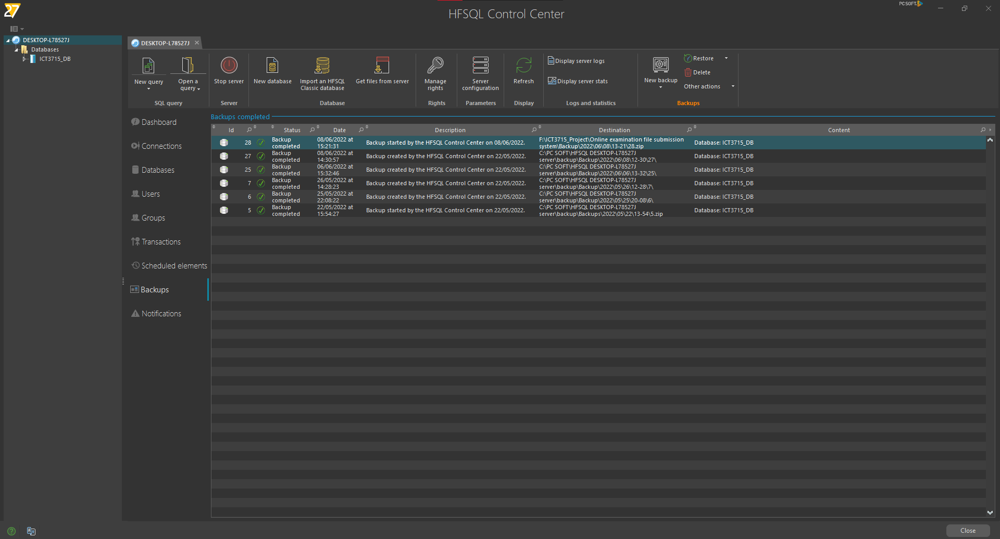 27
PC SOFT
HFSQL Control Center
DESKTOP-L78527J
Databases
ICT3715_DB
DESKTOP-L78527J
New query
Open a
query
SQL query
Stop server
Server
New database
Import an HFSQL
Classic database
Get files from server
Database
Manage
rights
Rights
Server
configuration
Parameters
Refresh
Display
Display server logs
Display server stats
Logs and statistics
New backup
Restore
Delete
Other actions
Backups
Dashboard
Connections
Databases
Users
Groups
Transactions
Scheduled elements
Backups
Notifications
Backups completed
Id Status Date Description Destination Content
28 Backup completed 08/06/2022 at 15:21:31 Backup started by the HFSQL Control Center on 08/06/2022. F:\ICT3715_Project\Online examination file submission system\Backup\2022\06\08\13-21\28.zip Database: ICT3715_DB
27 Backup completed 08/06/2022 at 14:30:57 Backup created by the HFSQL Control Center on 22/05/2022. C:\PC SOFT\HFSQL DESKTOP-L78527J server\backup\Backup\2022\06\08\12-30\27\ Database: ICT3715_DB
25 Backup completed 06/06/2022 at 15:32:46 Backup created by the HFSQL Control Center on 22/05/2022. C:\PC SOFT\HFSQL DESKTOP-L78527J server\backup\Backup\2022\06\06\13-32\25\ Database: ICT3715_DB
7 Backup completed 26/05/2022 at 14:28:23 Backup created by the HFSQL Control Center on 22/05/2022. C:\PC SOFT\HFSQL DESKTOP-L78527J server\backup\Backup\2022\05\26\12-28\7\ Database: ICT3715_DB
6 Backup completed 25/05/2022 at 22:08:22 Backup created by the HFSQL Control Center on 22/05/2022. C:\PC SOFT\HFSQL DESKTOP-L78527J server\backup\Backup\2022\05\25\20-08\6\ Database: ICT3715_DB
5 Backup completed 22/05/2022 at 15:54:27 Backup started by the HFSQL Control Center on 22/05/2022. C:\PC SOFT\HFSQL DESKTOP-L78527J server\backup\Backups\2022\05\22\13-54\5.zip Database: ICT3715_DB
Close